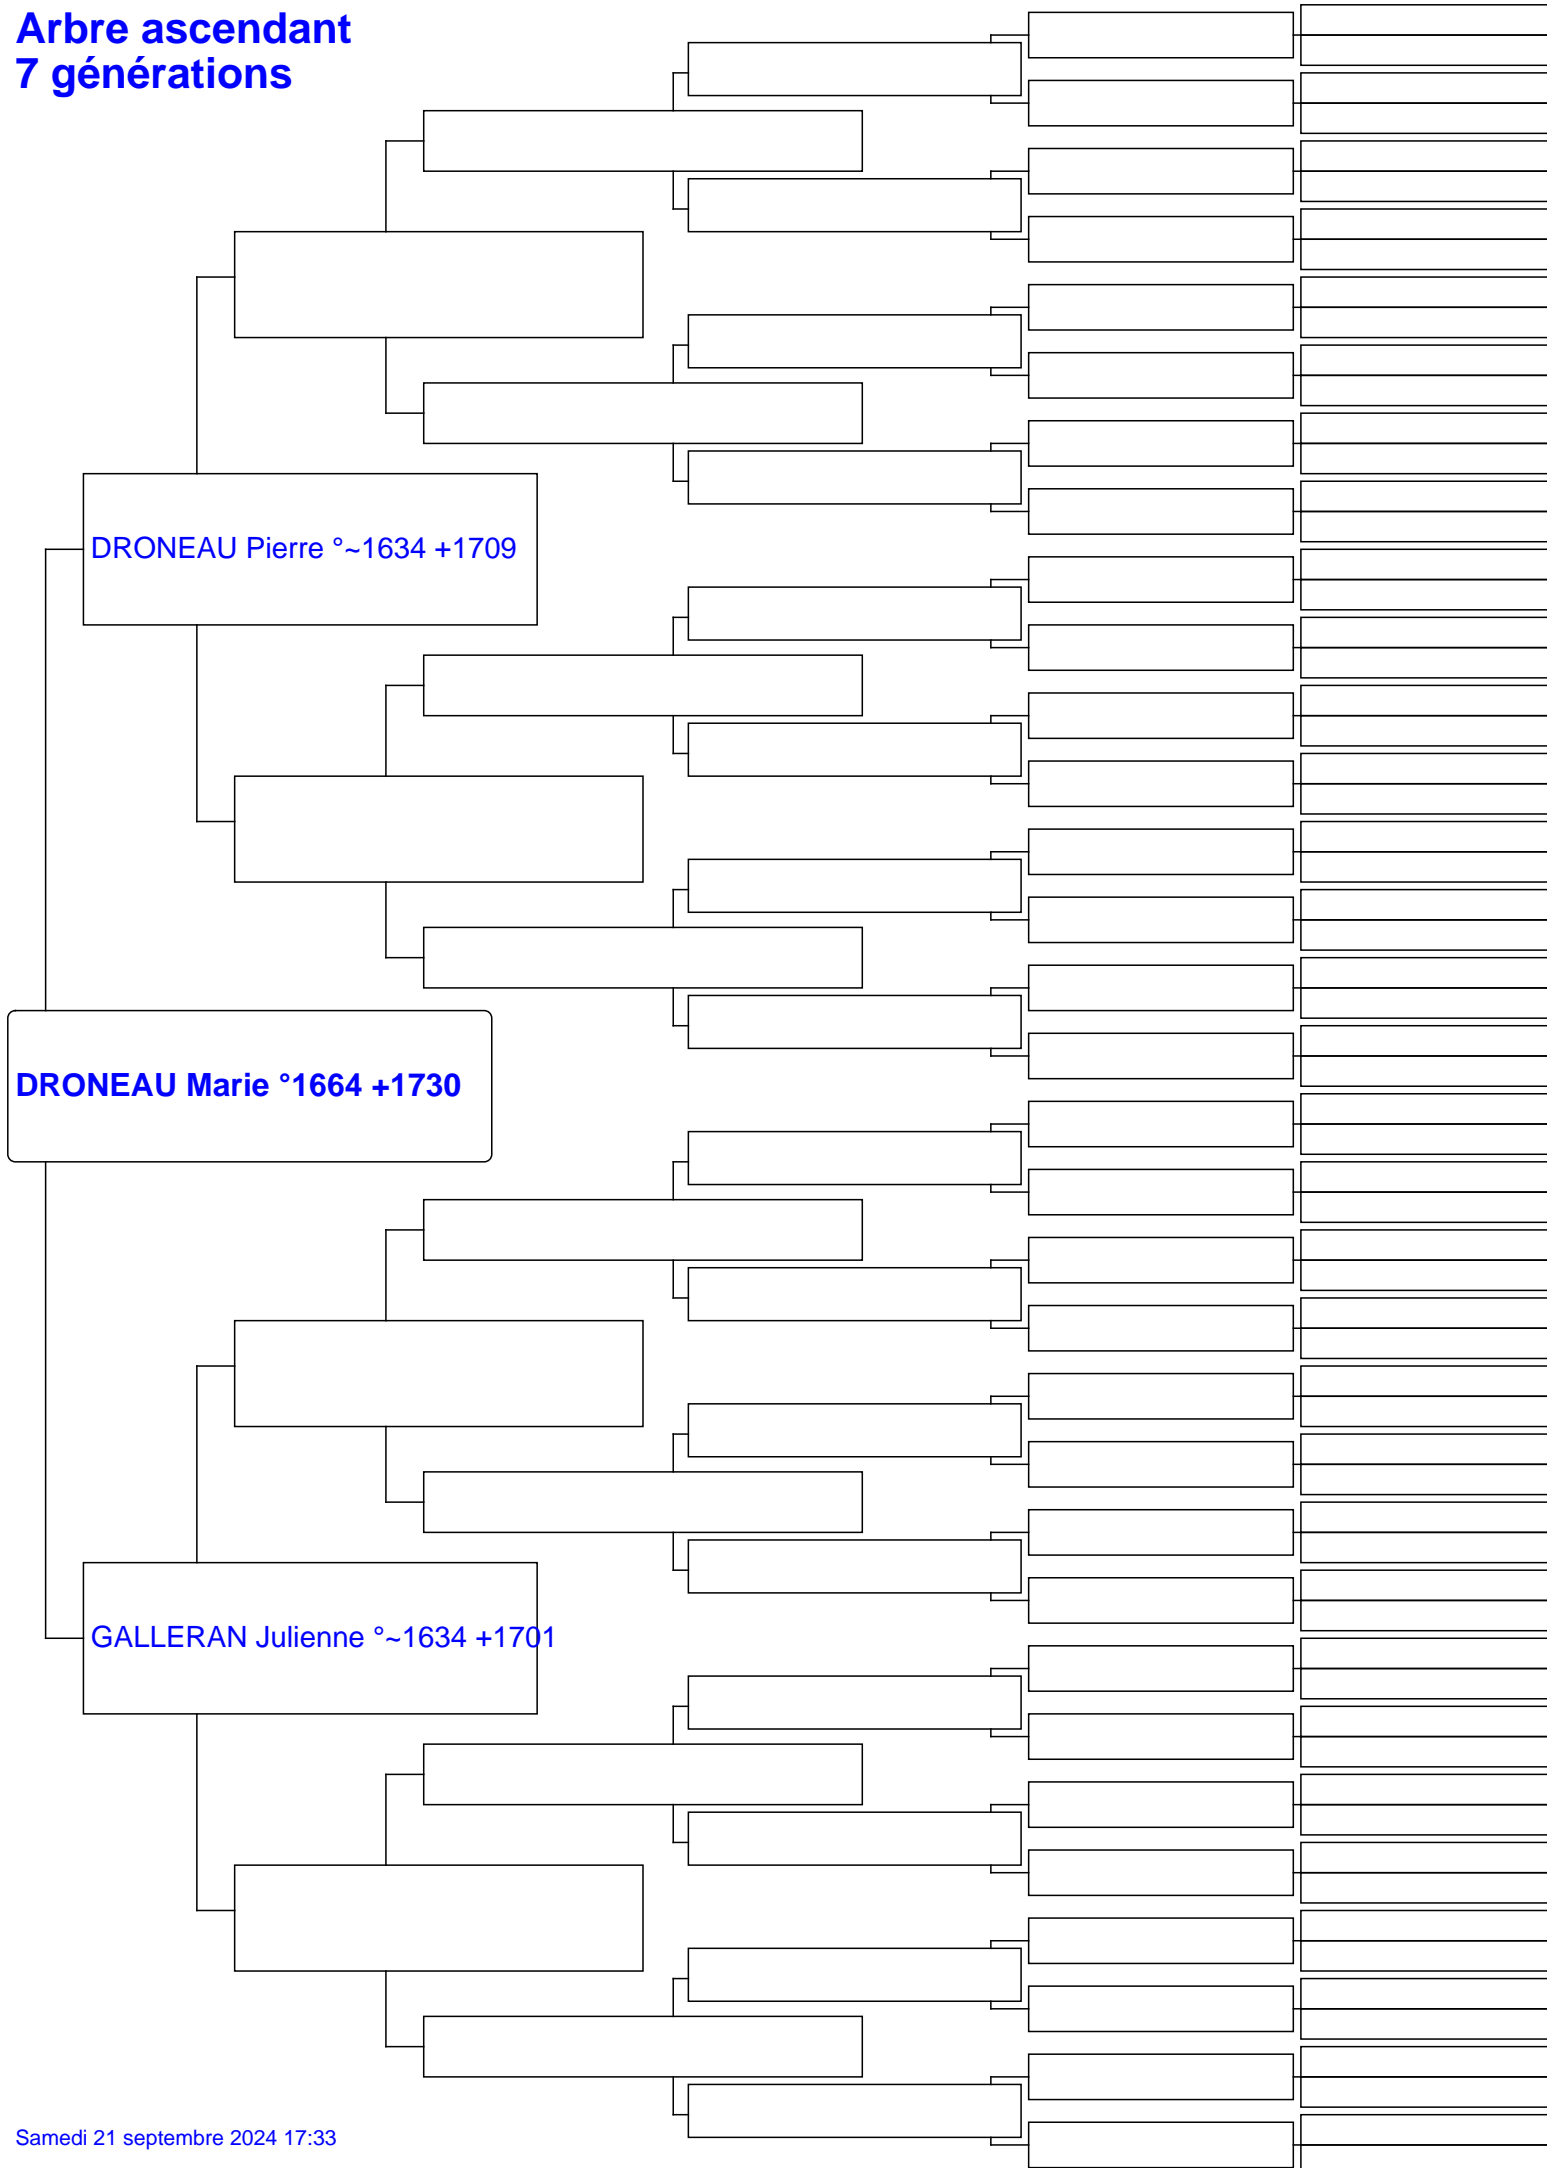 Arbre ascendant
7 générations
DRONEAU Pierre °~1634 +1709
DRONEAU Marie °1664 +1730
GALLERAN Julienne °~1634 +1701
Samedi 21 septembre 2024 17:33